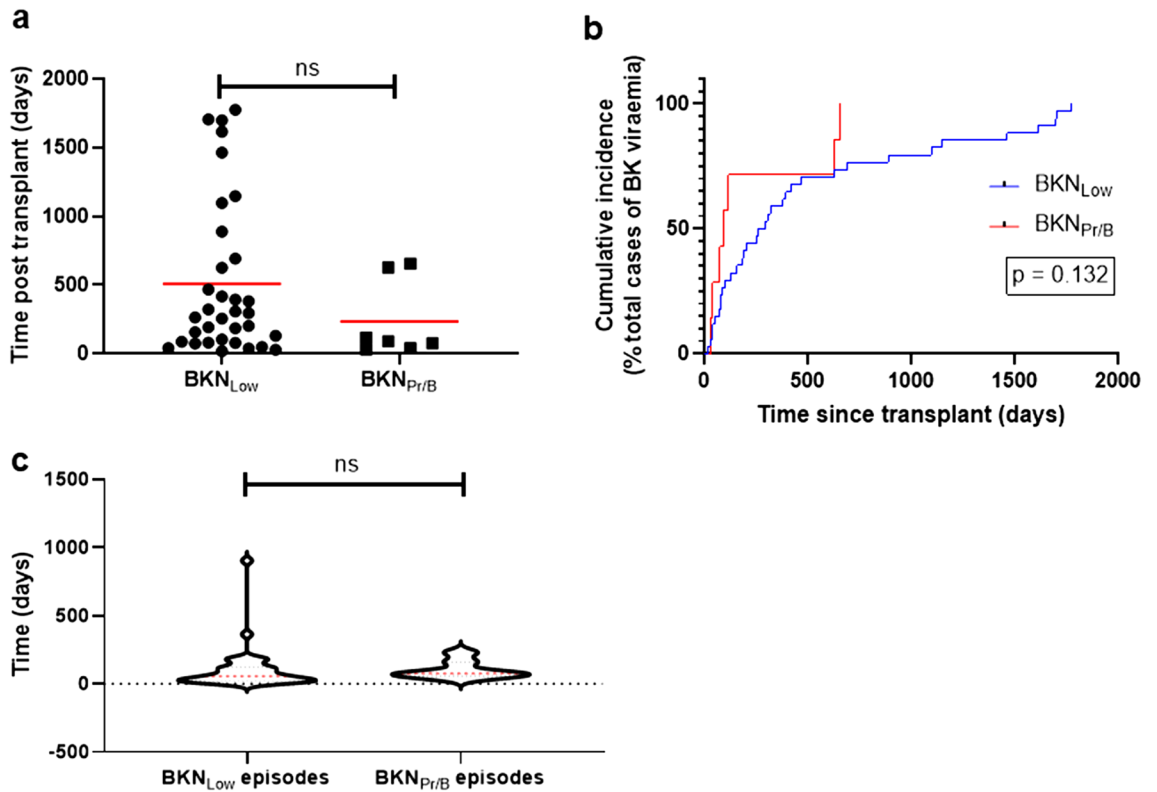 a
Time post transplant (days)
2000
1500
1000
500
0
ns
BKNLow
BKNPr/B
b
Cumulative incidence
(%total cases of BK viraemia)
100
50
0
0
500
1000
1500
2000
Time since transplant (days)
BKNLow
BKNPr/B
p = 0.132
c
Time (days)
1500
1000
500
0
-500
ns
BKNLow episodes
BKNPr/B episodes